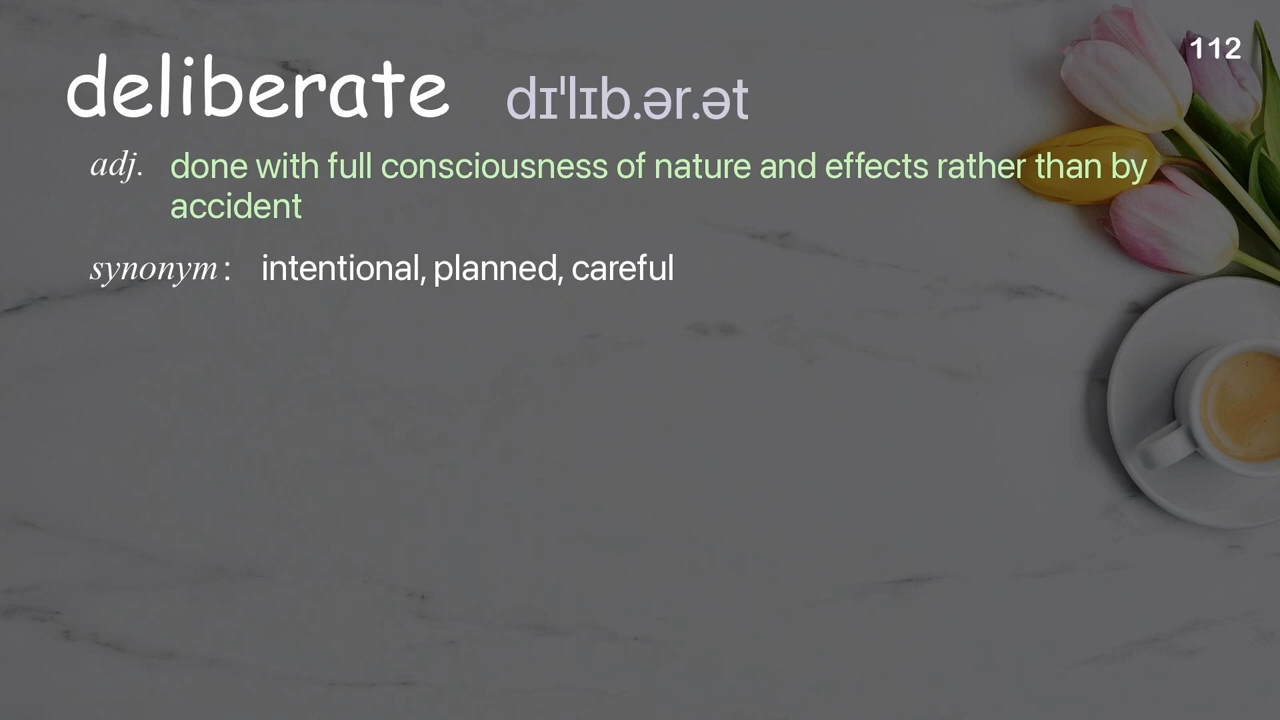 112
deliberate dɪˈlɪb.ər.ət
adj. done with full consciousness of nature and effects rather than by
accident
synonym: intentional, planned, careful